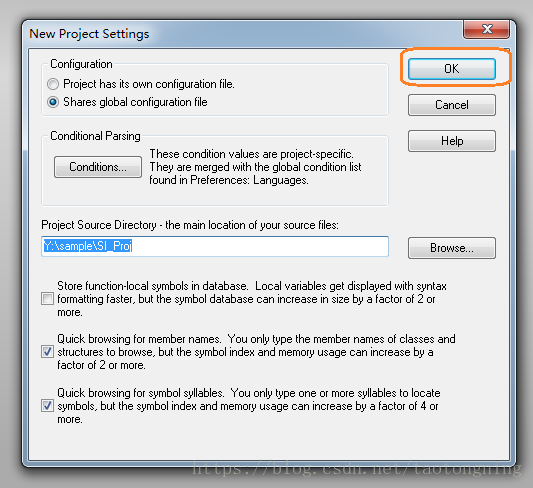 New Project Settings
Configuration
Project has its own configuration file.
Shares global configuration file
OK
Cancel
Help
Conditional Parsing
Conditions...
These condition values are project-specific.
They are merged with the global condition list
found in Preferences: Languages.
Project Source Directory - the main location of your source files:
Y:\sample\SI_Proj
Browse...
Store function-local symbols in database. Local variables get displayed with syntax
formatting faster, but the symbol database can increase in size by a factor of 2 or
more.
Quick browsing for member names. You only type the member names of classes and
structures to browse, but the symbol index and memory usage can increase by a
factor of 2 or more.
Quick browsing for symbol syllables. You only type one or more syllables to locate
symbols, but the symbol index and memory usage can increase by a factor of 4 or
more.
https://blog.csdn.net/taotongning